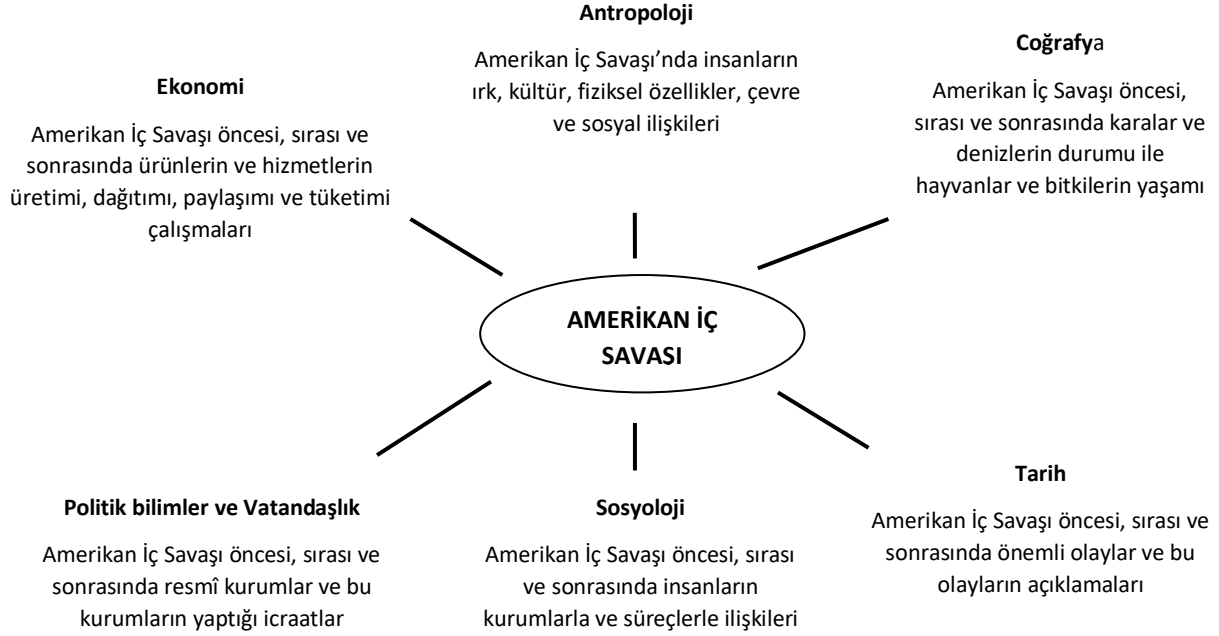 Antropoloji
Amerikan İç Savaşı’nda insanların
ırk, kültür, fiziksel özellikler, çevre
ve sosyal ilişkileri
Coğrafya
Amerikan İç Savaşı öncesi,
sırası ve sonrasında karalar ve
denizlerin durumu ile
hayvanlar ve bitkilerin yaşamı
Ekonomi
Amerikan İç Savaşı öncesi, sırası ve
sonrasında ürünlerin ve hizmetlerin
üretimi, dağıtımı, paylaşımı ve tüketimi
çalışmaları
AMERİKAN İÇ
SAVAŞI
Politik bilimler ve Vatandaşlık
Amerikan İç Savaşı öncesi, sırası ve
sonrasında resmî kurumlar ve bu
kurumların yaptığı icraatlar
Sosyoloji
Amerikan İç Savaşı öncesi, sırası
ve sonrasında insanların
kurumlarla ve süreçlerle ilişkileri
Tarih
Amerikan İç Savaşı öncesi, sırası ve
sonrasında önemli olaylar ve bu
olayların açıklamaları